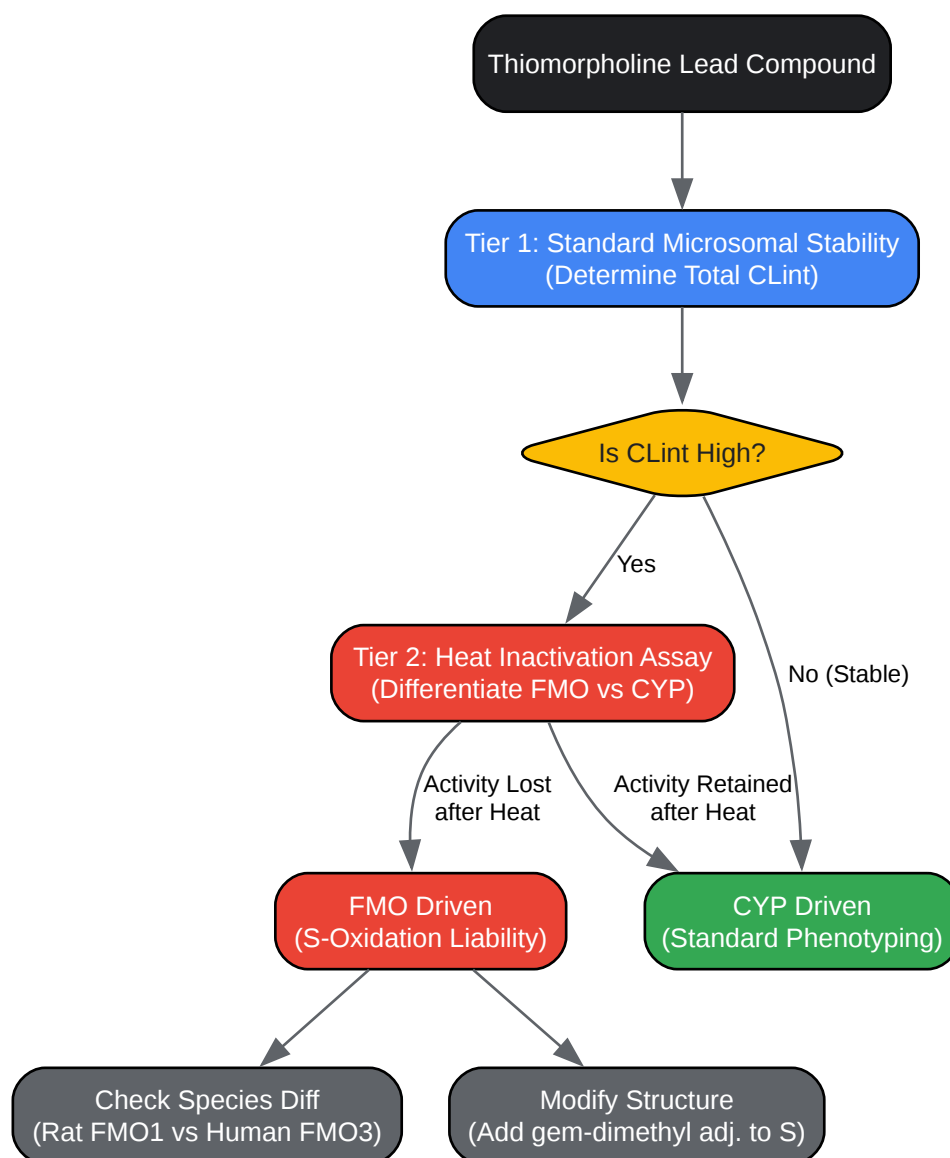 Thiomorpholine Lead Compound
Tier 1: Standard Microsomal Stability
(Determine Total CLint)
Is CLint High?
Yes
Tier 2: Heat Inactivation Assay
(Differentiate FMO vs CYP)
No (Stable)
Activity Lost
after Heat
Activity Retained
after Heat
FMO Driven
(S-Oxidation Liability)
CYP Driven
(Standard Phenotyping)
Check Species Diff
(Rat FMO1 vs Human FMO3)
Modify Structure
(Add gem-dimethyl adj. to S)